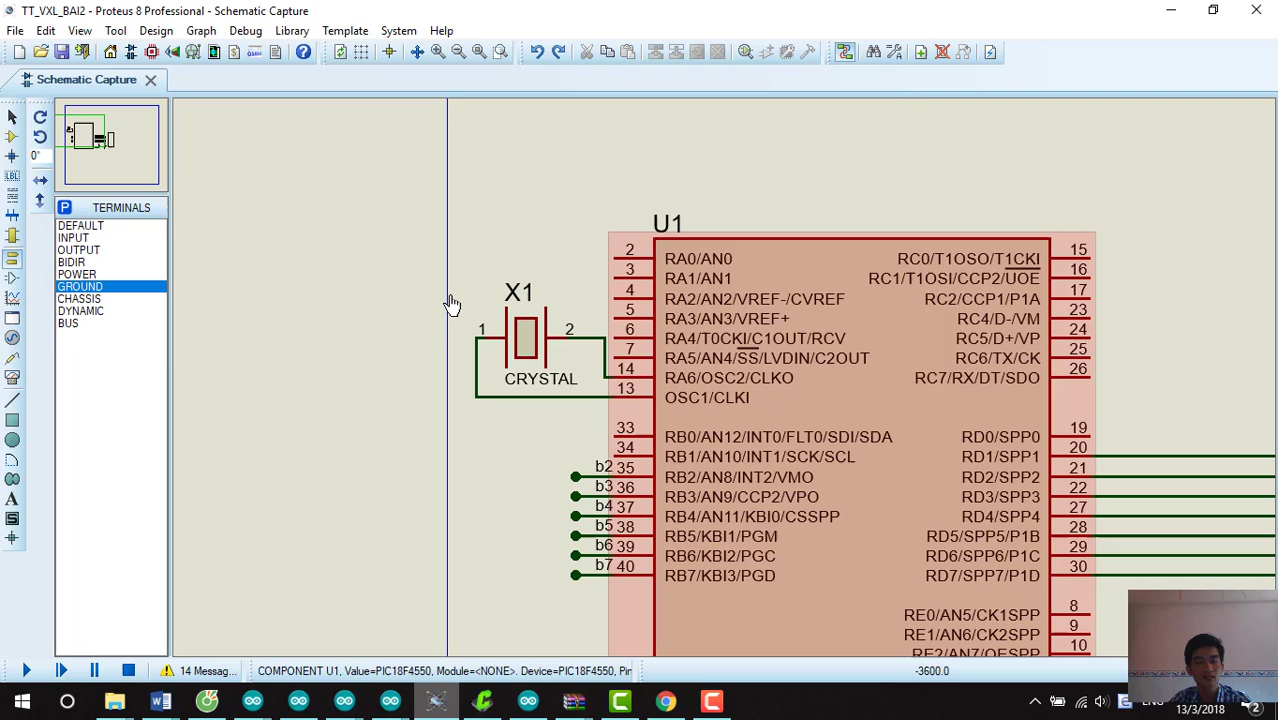 TT_VXL_BAI2 - Proteus 8 Professional - Schematic Capture
File Edit View Tool Design Graph Debug Library Template System Help
Schematic Capture
LBL
0°
P TERMINALS
DEFAULT
INPUT
OUTPUT
BIDIR
POWER
GROUND
CHASSIS
DYNAMIC
BUS
A
S
U1
X1
1 2
CRYSTAL
2 RA0/AN0 RC0/T1OSO/T1CKI 15
3 RA1/AN1 RC1/T1OSI/CCP2/UOE 16
4 RA2/AN2/VREF-/CVREF RC2/CCP1/P1A 17
5 RA3/AN3/VREF+ RC4/D-/VM 23
6 RA4/T0CKI/C1OUT/RCV RC5/D+/VP 24
7 RA5/AN4/SS/LVDIN/C2OUT RC6/TX/CK 25
14 RA6/OSC2/CLKO RC7/RX/DT/SDO 26
13 OSC1/CLKI
33 RB0/AN12/INT0/FLT0/SDI/SDA RD0/SPP0 19
34 RB1/AN10/INT1/SCK/SCL RD1/SPP1 20
b2 35 RB2/AN8/INT2/VMO RD2/SPP2 21
b3 36 RB3/AN9/CCP2/VPO RD3/SPP3 22
b4 37 RB4/AN11/KBI0/CSSPP RD4/SPP4 27
b5 38 RB5/KBI1/PGM RD5/SPP5/P1B 28
b6 39 RB6/KBI2/PGC RD6/SPP6/P1C 29
b7 40 RB7/KBI3/PGD RD7/SPP7/P1D 30
RE0/AN5/CK1SPP 8
RE1/AN6/CK2SPP 9
RE2/AN7/OESPP 10
14 Messag... COMPONENT U1, Value=PIC18F4550, Module=<NONE>. Device=PIC18F4550, Pin -3600.0
ENG
13/3/2018
2